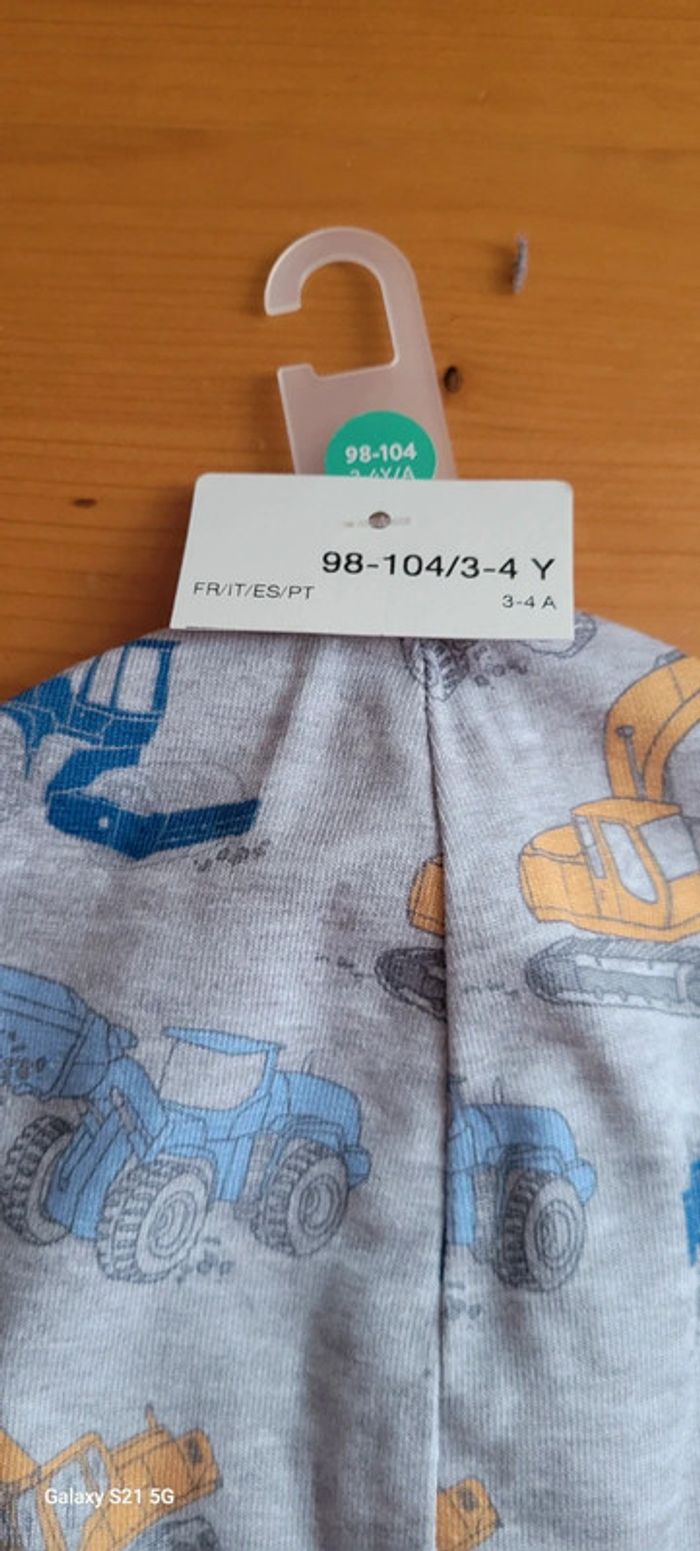 98-104
98-104/3-4 Y
FR/IT/ES/PT
3-4 A
Galaxy S21 5G